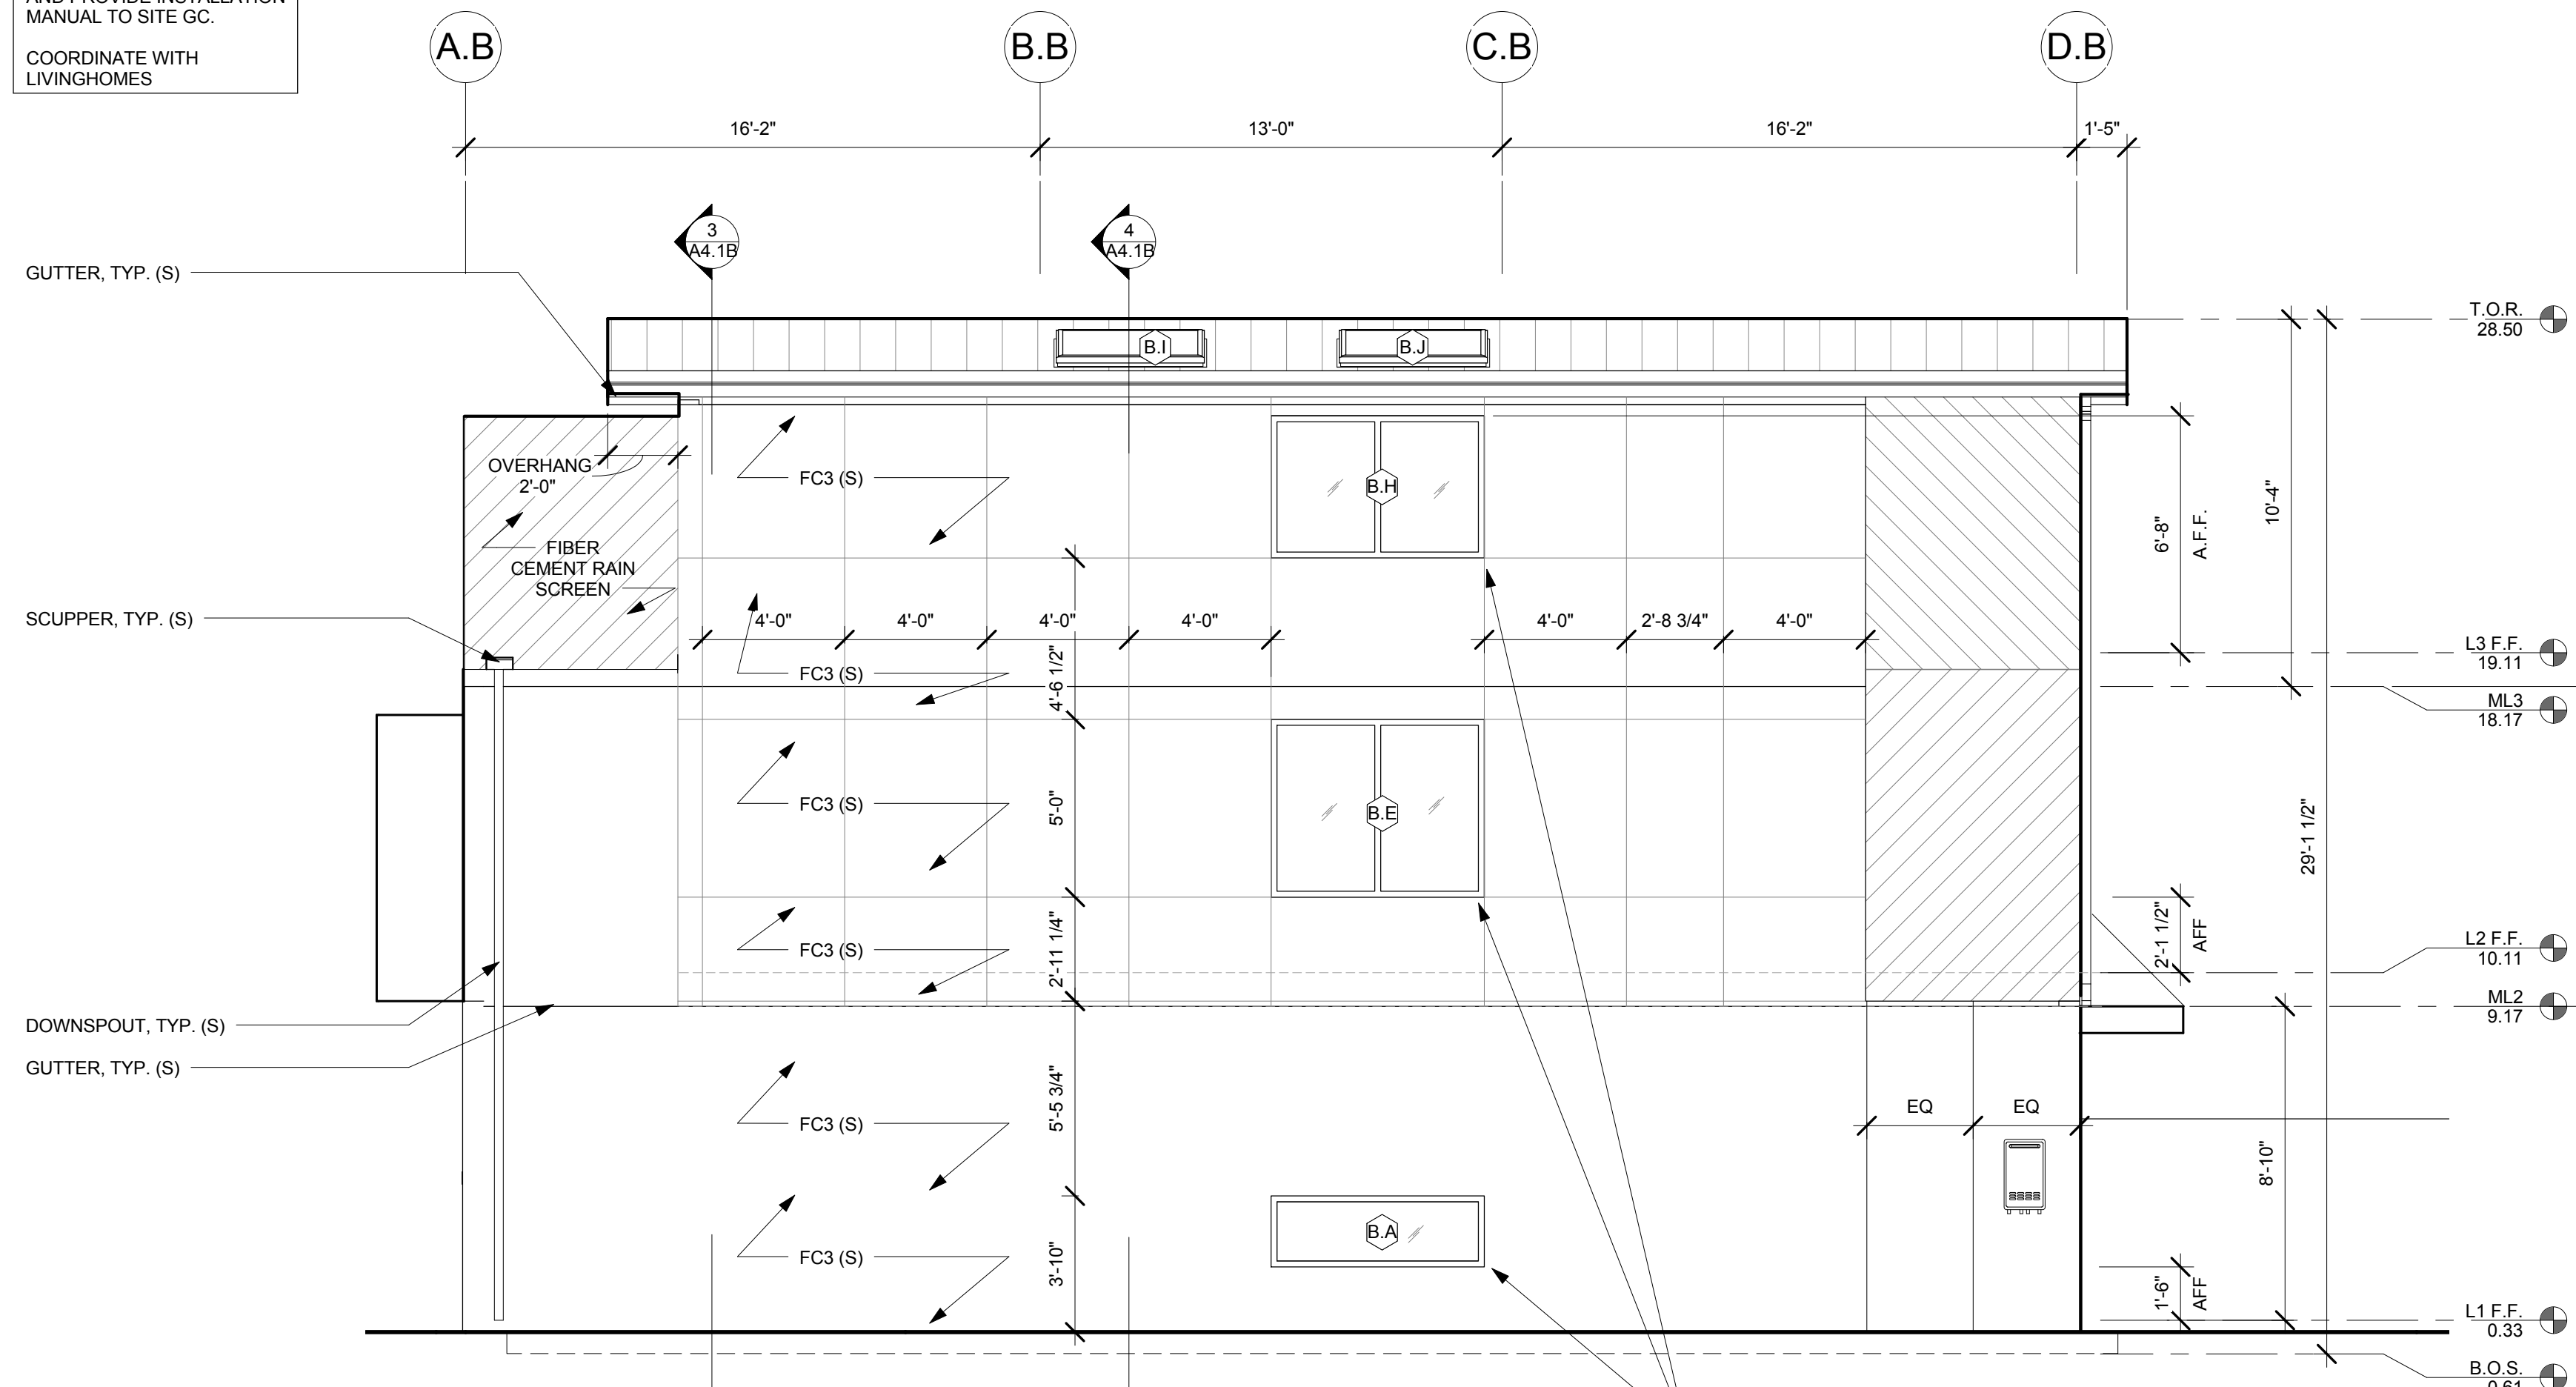 MANUAL TO SITE GC.
COORDINATE WITH
LIVINGHOMES
A.B
B.B
C.B
D.B
16'-2"
13'-0"
16'-2"
1'-5"
3
A4.1B
4
A4.1B
GUTTER, TYP. (S)
T.O.R.
28.50
B.I
B.J
OVERHANG
2'-0"
FC3 (S)
B.H
FIBER
CEMENT RAIN
SCREEN
6'-8"
A.F.F.
10'-4"
SCUPPER, TYP. (S)
4'-0"
4'-0"
4'-0"
4'-0"
4'-0"
2'-8 3/4"
4'-0"
L3 F.F.
19.11
FC3 (S)
4'-6 1/2"
ML3
18.17
FC3 (S)
5'-0"
B.E
29'-1 1/2"
FC3 (S)
2'-11 1/4"
2'-1 1/2"
AFF
L2 F.F.
10.11
ML2
9.17
DOWNSPOUT, TYP. (S)
GUTTER, TYP. (S)
FC3 (S)
5'-5 3/4"
EQ
EQ
8'-10"
FC3 (S)
3'-10"
B.A
1'-6"
AFF
L1 F.F.
0.33
B.O.S.